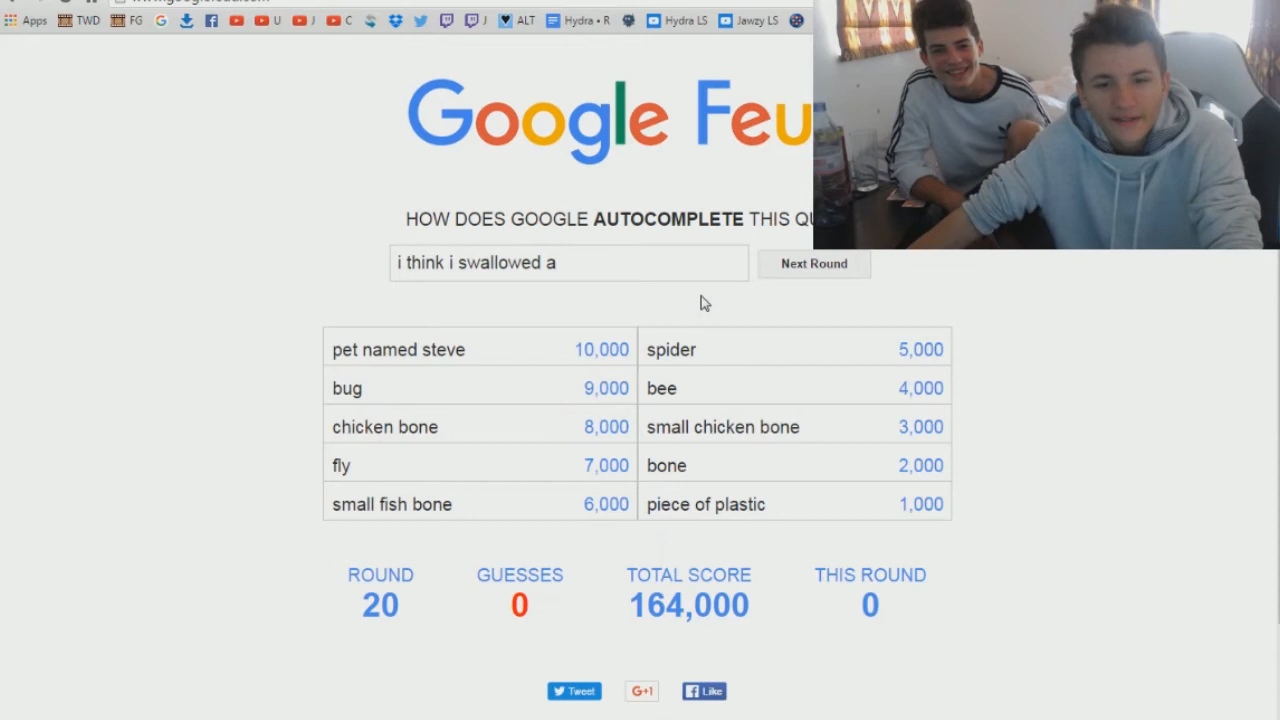 Apps TWD FG U J C J ALT Hydra • R Hydra LS Jawzy LS
Google Feu
HOW DOES GOOGLE AUTOCOMPLETE THIS QU
i think i swallowed a
Next Round
pet named steve 10,000 spider 5,000
bug 9,000 bee 4,000
chicken bone 8,000 small chicken bone 3,000
fly 7,000 bone 2,000
small fish bone 6,000 piece of plastic 1,000
ROUND GUESSES TOTAL SCORE THIS ROUND
20 0 164,000 0
Tweet G+1 Like